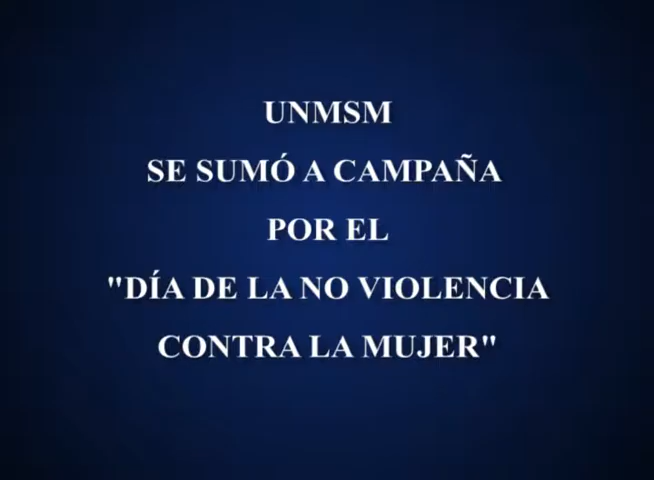 UNMSM
SE SUMÓ A CAMPAÑA
POR EL
"DÍA DE LA NO VIOLENCIA
CONTRA LA MUJER"